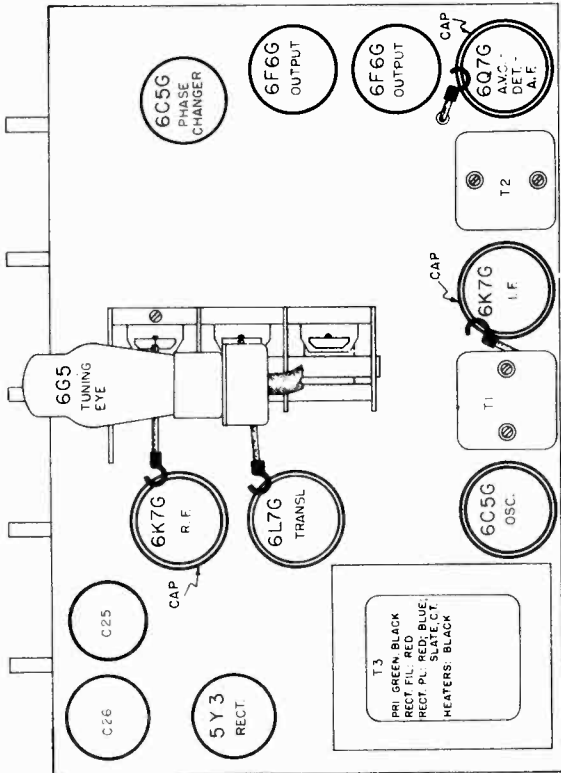 6C5G
PHASE
CHANGER
6F6G
OUTPUT
6F6G
OUTPUT
CAP
6Q7G
A.V.C.-
DET.-
A.F.
T2
CAP
6K7G
I.F.
T1
6C5G
OSC.
6G5
TUNING
EYE
6K7G
R.F.
CAP
6L7G
TRANSL
C25
C26
5Y3
RECT.
T3
PRI GREEN, BLACK
RECT. FIL: RED
RECT. PL: RED; BLUE;
SLATE, C.T.
HEATERS: BLACK